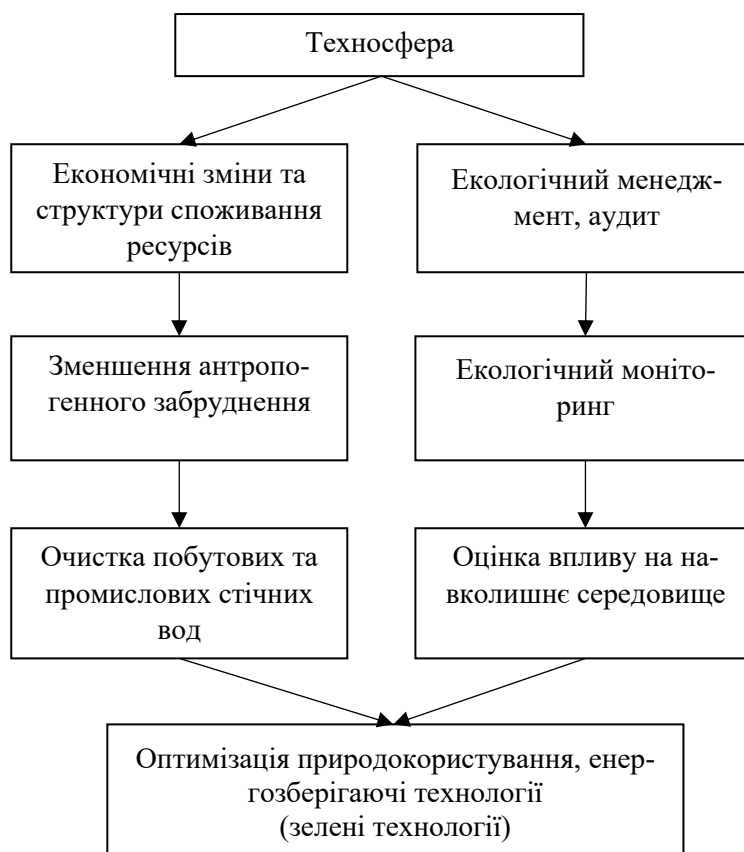 Техносфера
Економічні зміни та
структури споживання
ресурсів
Екологічний менедж-
мент, аудит
Зменшення антропо-
генного забруднення
Екологічний моніто-
ринг
Очистка побутових та
промислових стічних
вод
Оцінка впливу на на-
вколишнє середовище
Оптимізація природокористування, енер-
гозберігаючі технології
(зелені технології)